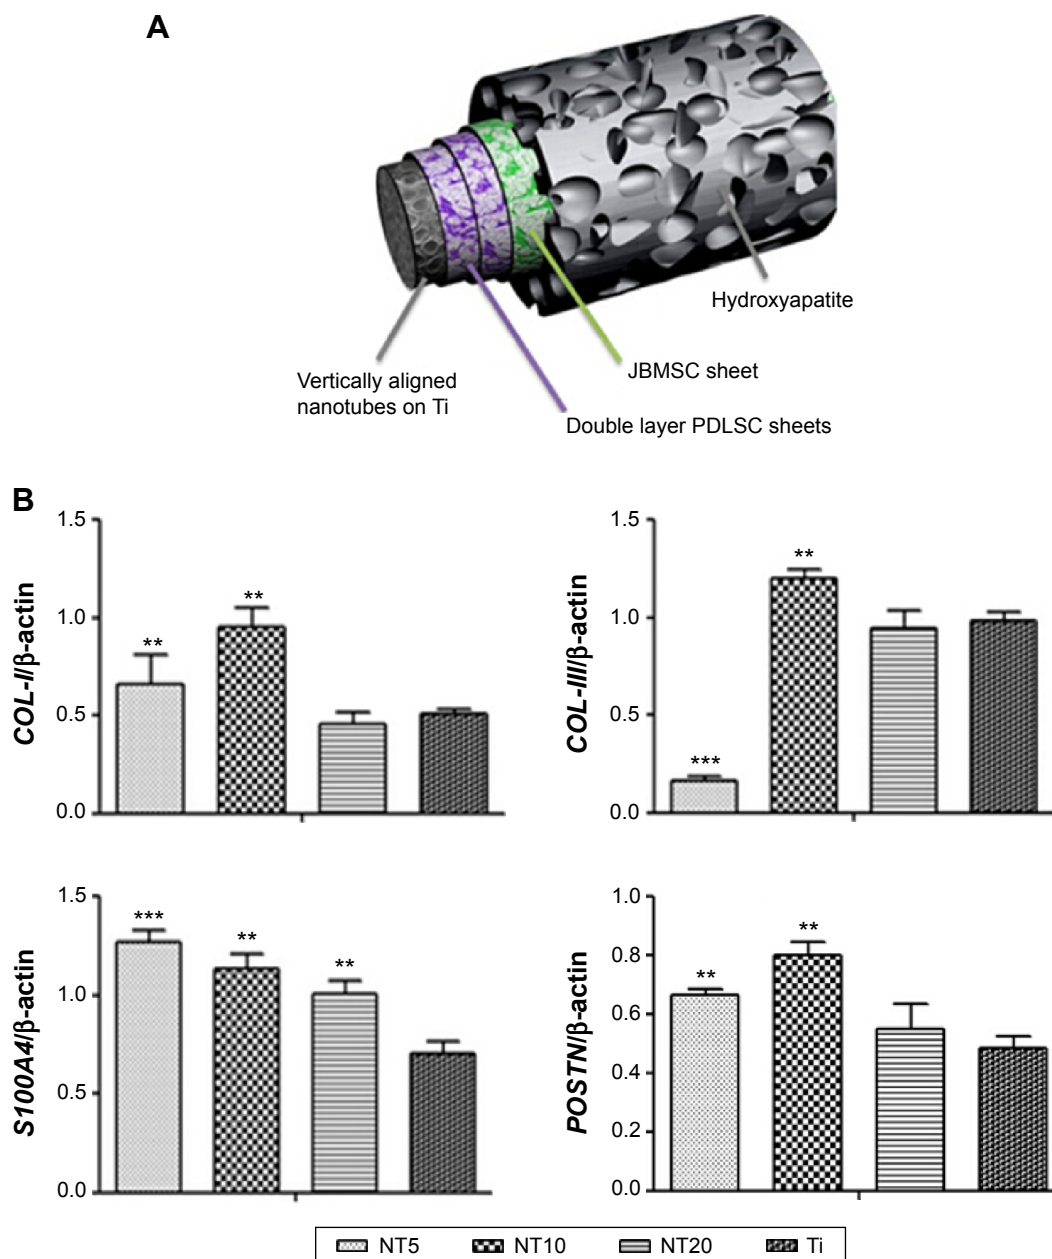 A
Hydroxyapatite
JBMSC sheet
Vertically aligned
nanotubes on Ti
Double layer PDLSC sheets
B
COL-I/β-actin
1.5
1.0
0.5
0.0
**
**
COL-III/β-actin
1.5
1.0
0.5
0.0
***
**
S100A4/β-actin
1.5
1.0
0.5
0.0
***
**
**
POSTN/β-actin
1.0
0.8
0.6
0.4
0.2
0.0
**
**
NT5 NT10 NT20 Ti